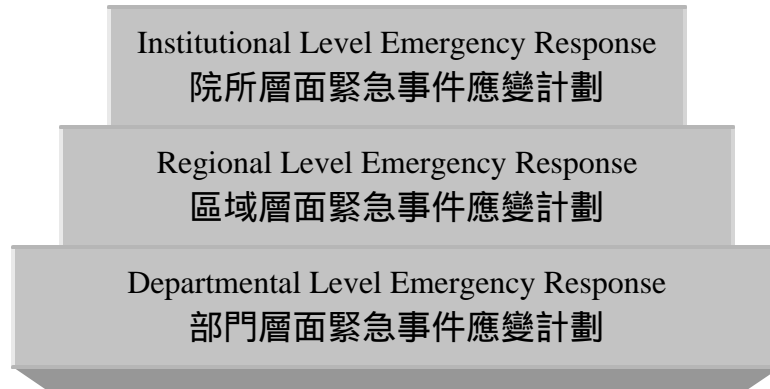 Institutional Level Emergency Response
院所層面緊急事件應變計劃
Regional Level Emergency Response
區域層面緊急事件應變計劃
Departmental Level Emergency Response
部門層面緊急事件應變計劃